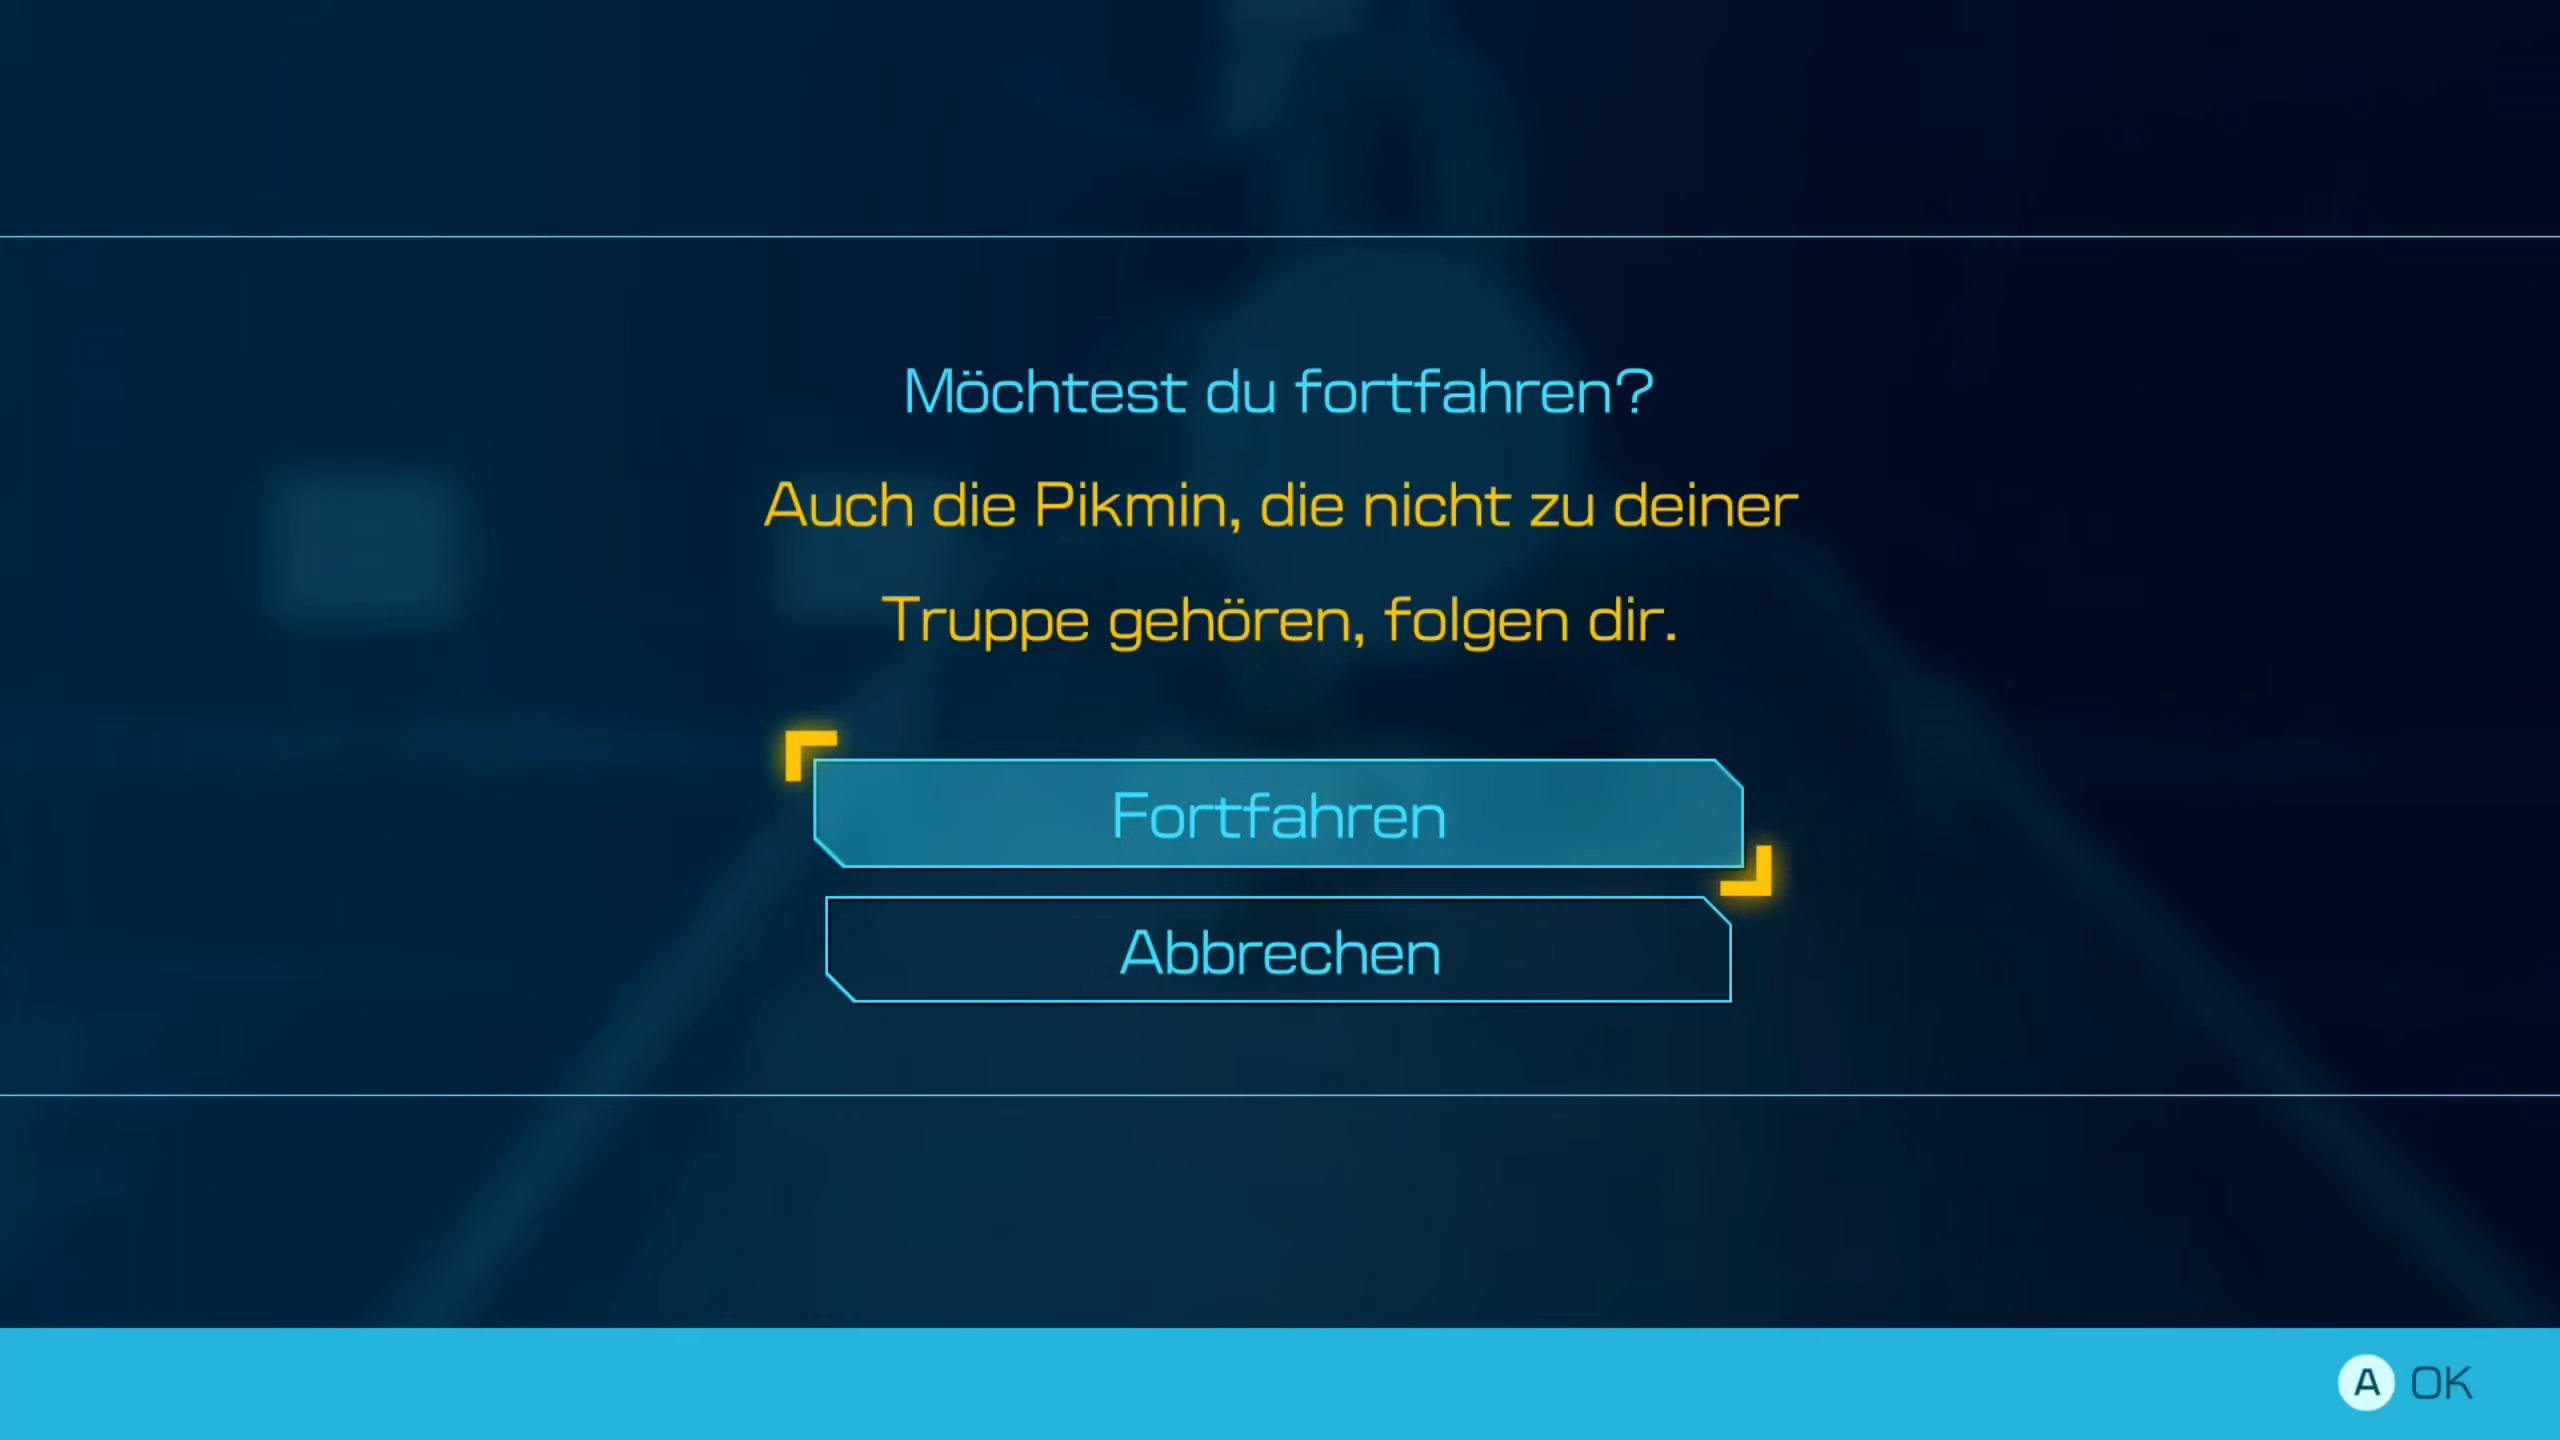 Möchtest du fortfahren?
Auch die Pikmin, die nicht zu deiner
Truppe gehören, folgen dir.
Fortfahren
Abbrechen
A OK